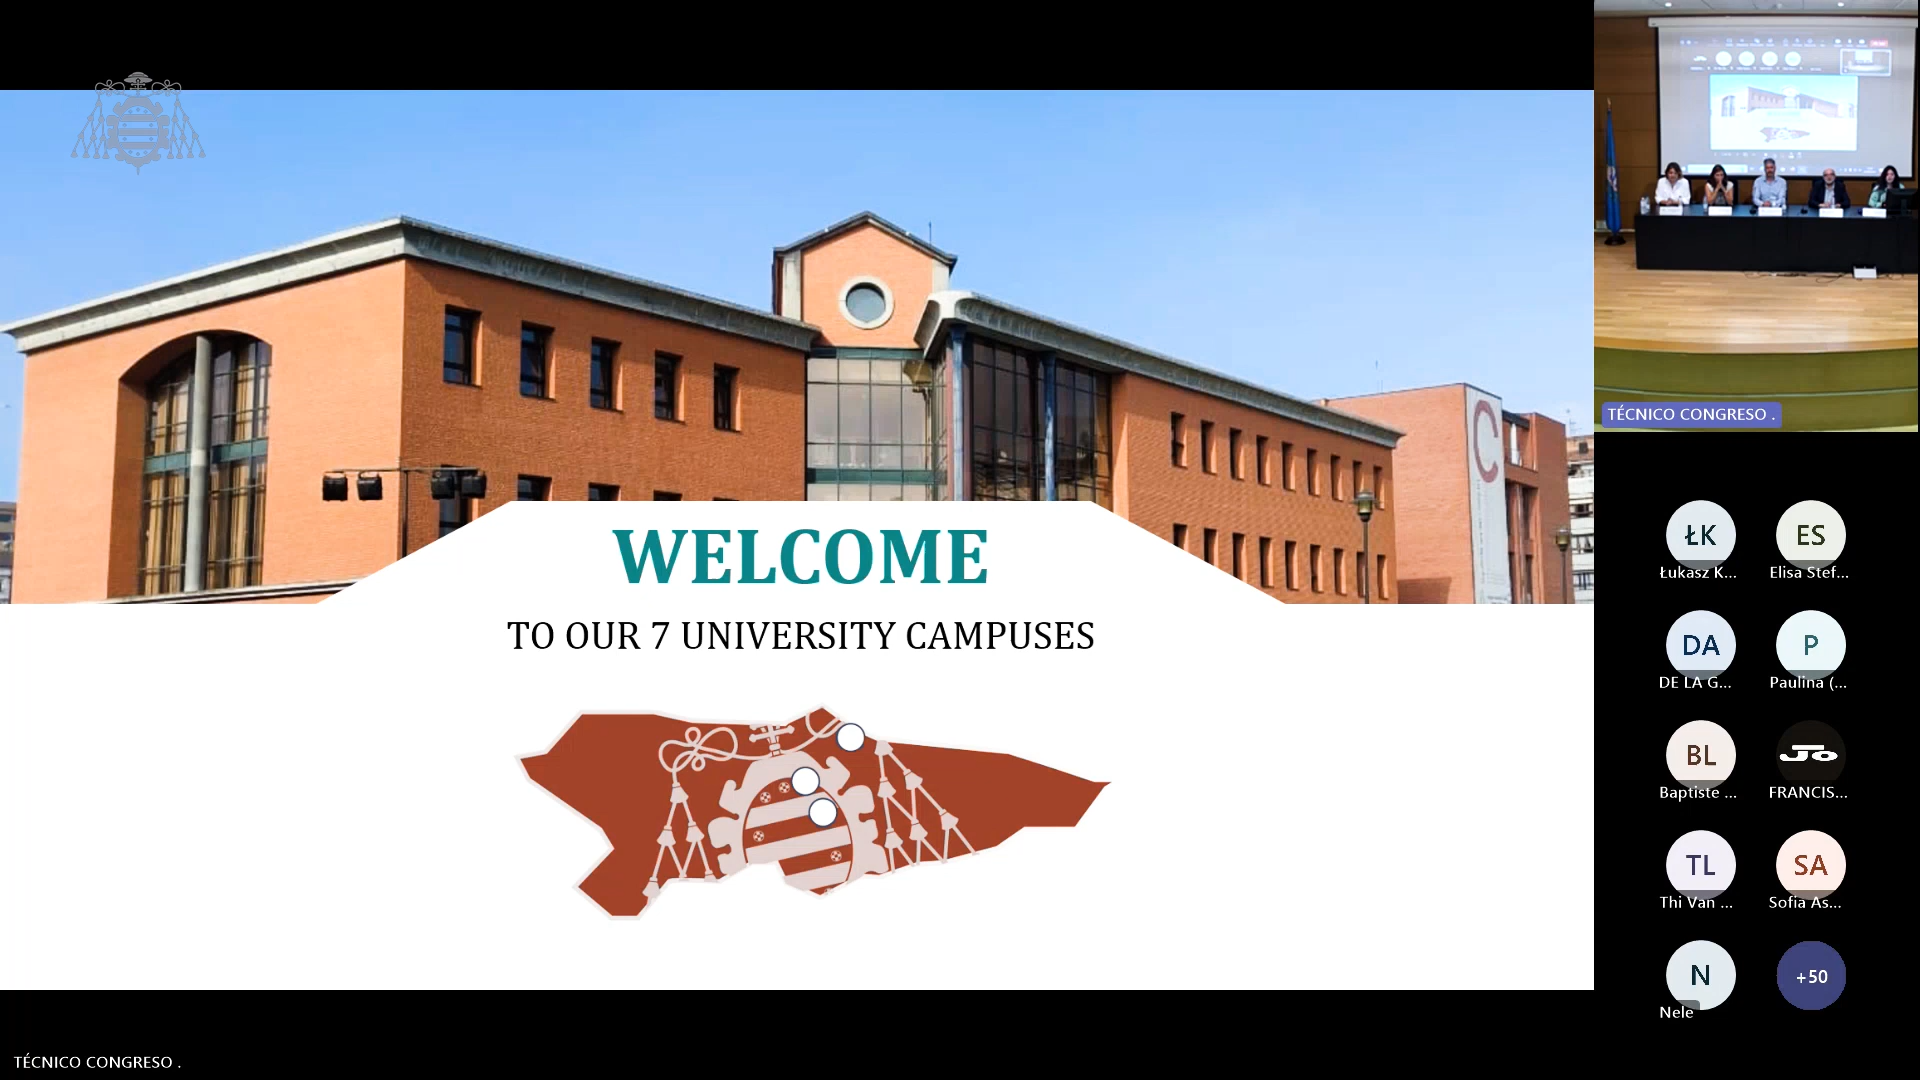 WELCOME
TO OUR 7 UNIVERSITY CAMPUSES
C
TÉCNICO CONGRESO .
ŁK
Łukasz K...
ES
Elisa Stef...
DA
DE LA G...
P
Paulina (...
BL
Baptiste ...
Jo
FRANCIS...
TL
Thi Van ...
SA
Sofia As...
N
Nele
+50
TÉCNICO CONGRESO .